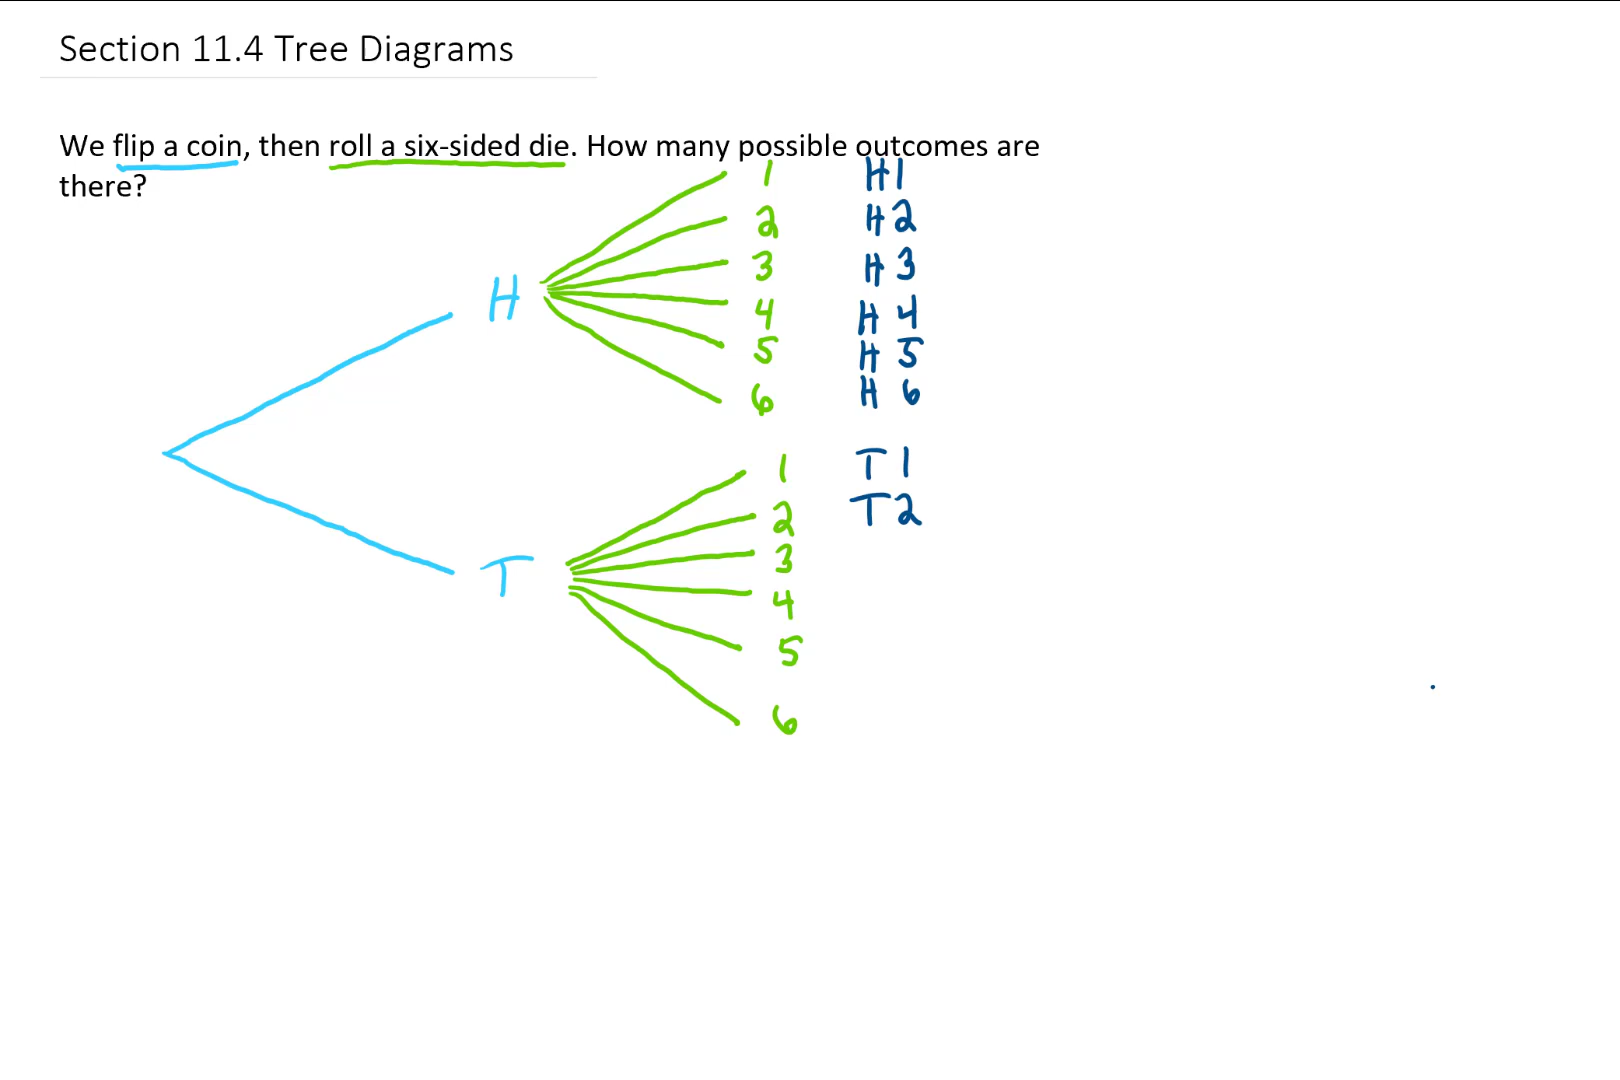 Section 11.4 Tree Diagrams
We flip a coin, then roll a six-sided die. How many possible outcomes are
there?
1 H1
2 H2
3 H3
H
4 H4
5 H5
6 H6
1 T1
2 T2
3
T
4
5
6